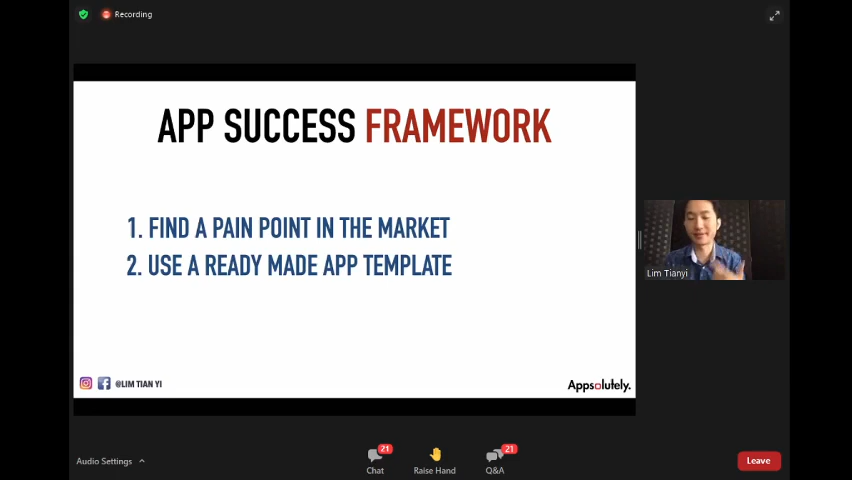 Recording
APP SUCCESS FRAMEWORK
1. FIND A PAIN POINT IN THE MARKET
2. USE A READY MADE APP TEMPLATE
Lim Tianyi
@LIM TIAN YI
Appsolutely.
Audio Settings
21
Chat
Raise Hand
21
Q&A
Leave